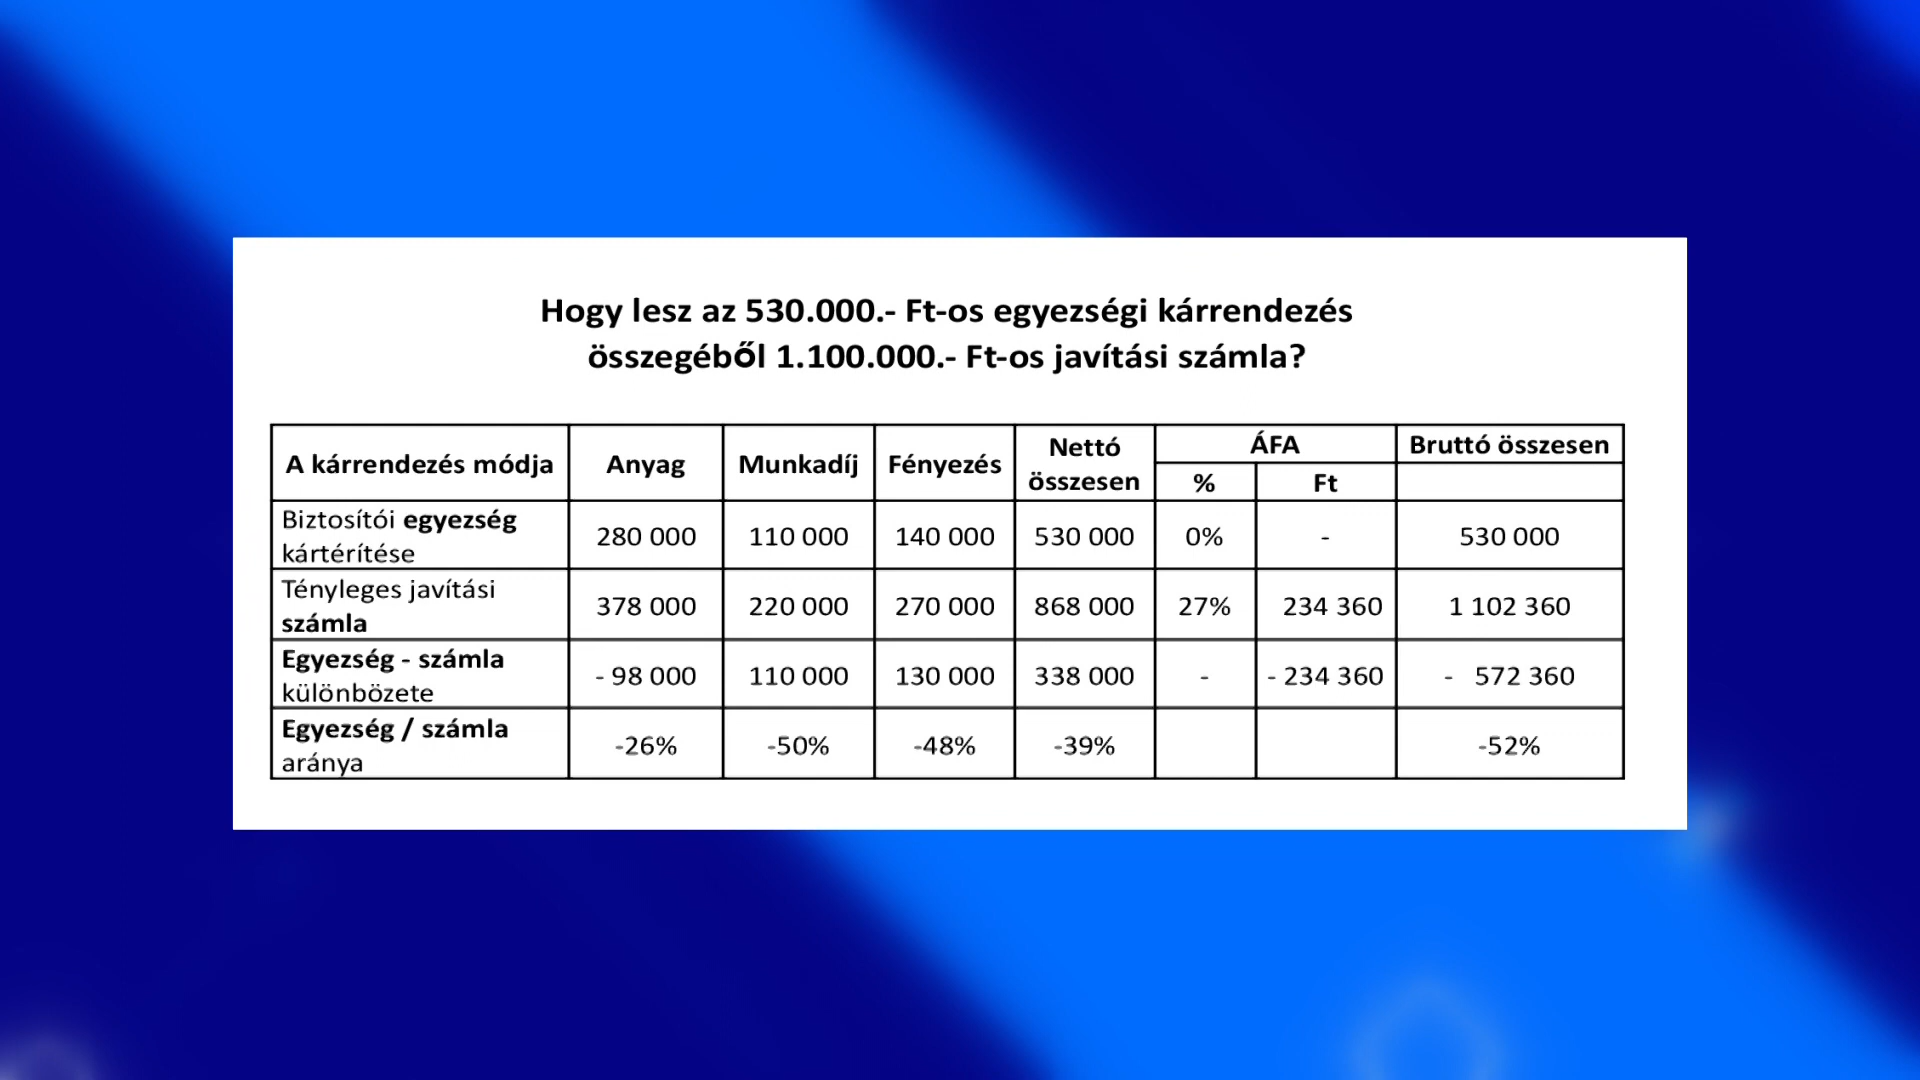 Hogy lesz az 530.000.- Ft-os egyezségi kárrendezés
összegéből 1.100.000.- Ft-os javítási számla?
A kárrendezés módja Anyag Munkadíj Fényezés Nettó összesen ÁFA Bruttó összesen
% Ft
Biztosítói egyezség kártérítése 280 000 110 000 140 000 530 000 0% - 530 000
Tényleges javítási számla 378 000 220 000 270 000 868 000 27% 234 360 1 102 360
Egyezség - számla különbözete - 98 000 110 000 130 000 338 000 - - 234 360 - 572 360
Egyezség / számla aránya -26% -50% -48% -39% -52%